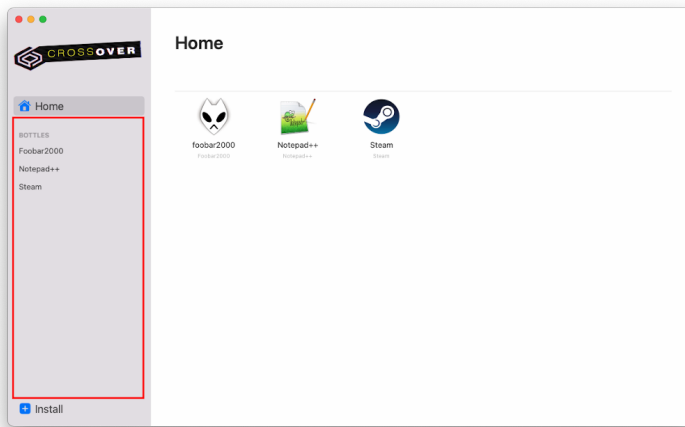 CROSSOVER
Home
BOTTLES
Foobar2000
Notepad++
Steam
Install
Home
foobar2000
Foobar2000
Notepad++
Notepad++
Steam
Steam